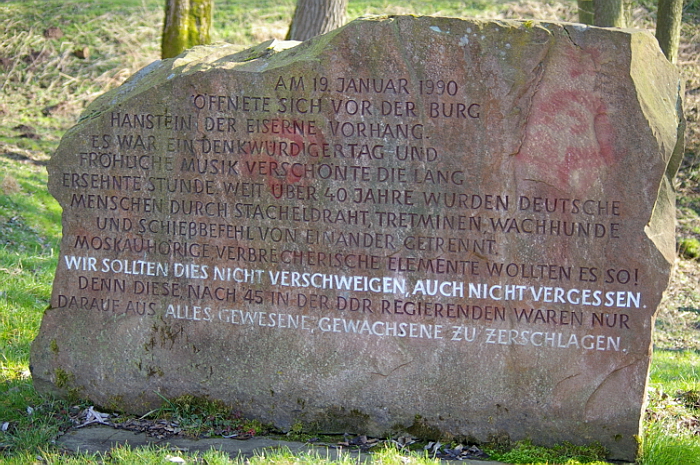 AM 19. JANUAR 1990
ÖFFNETE SICH VOR DER BURG
HANSTEIN, DER EISERNE, VORHANG.
ES WAR EIN DENKWÜRDIGER TAG UND
FRÖHLICHE MUSIK VERSCHÖNTE DIE LANG
ERSEHNTE STUNDE. WEIT ÜBER 40 JAHRE WURDEN DEUTSCHE
MENSCHEN DURCH STACHELDRAHT, TRETMINEN, WACHHUNDE
UND SCHIEẞBEFEHL VON EINANDER GETRENNT.
MOSKAUHÖRIGE, VERBRECHERISCHE ELEMENTE WOLLTEN ES SO!
WIR SOLLTEN DIES NICHT VERSCHWEIGEN, AUCH NICHT VERGESSEN.
DENN DIESE, NACH 45 IN DER DDR REGIERENDEN WAREN NUR
DARAUF AUS, ALLES, GEWESENE, GEWACHSENE ZU ZERSCHLAGEN.